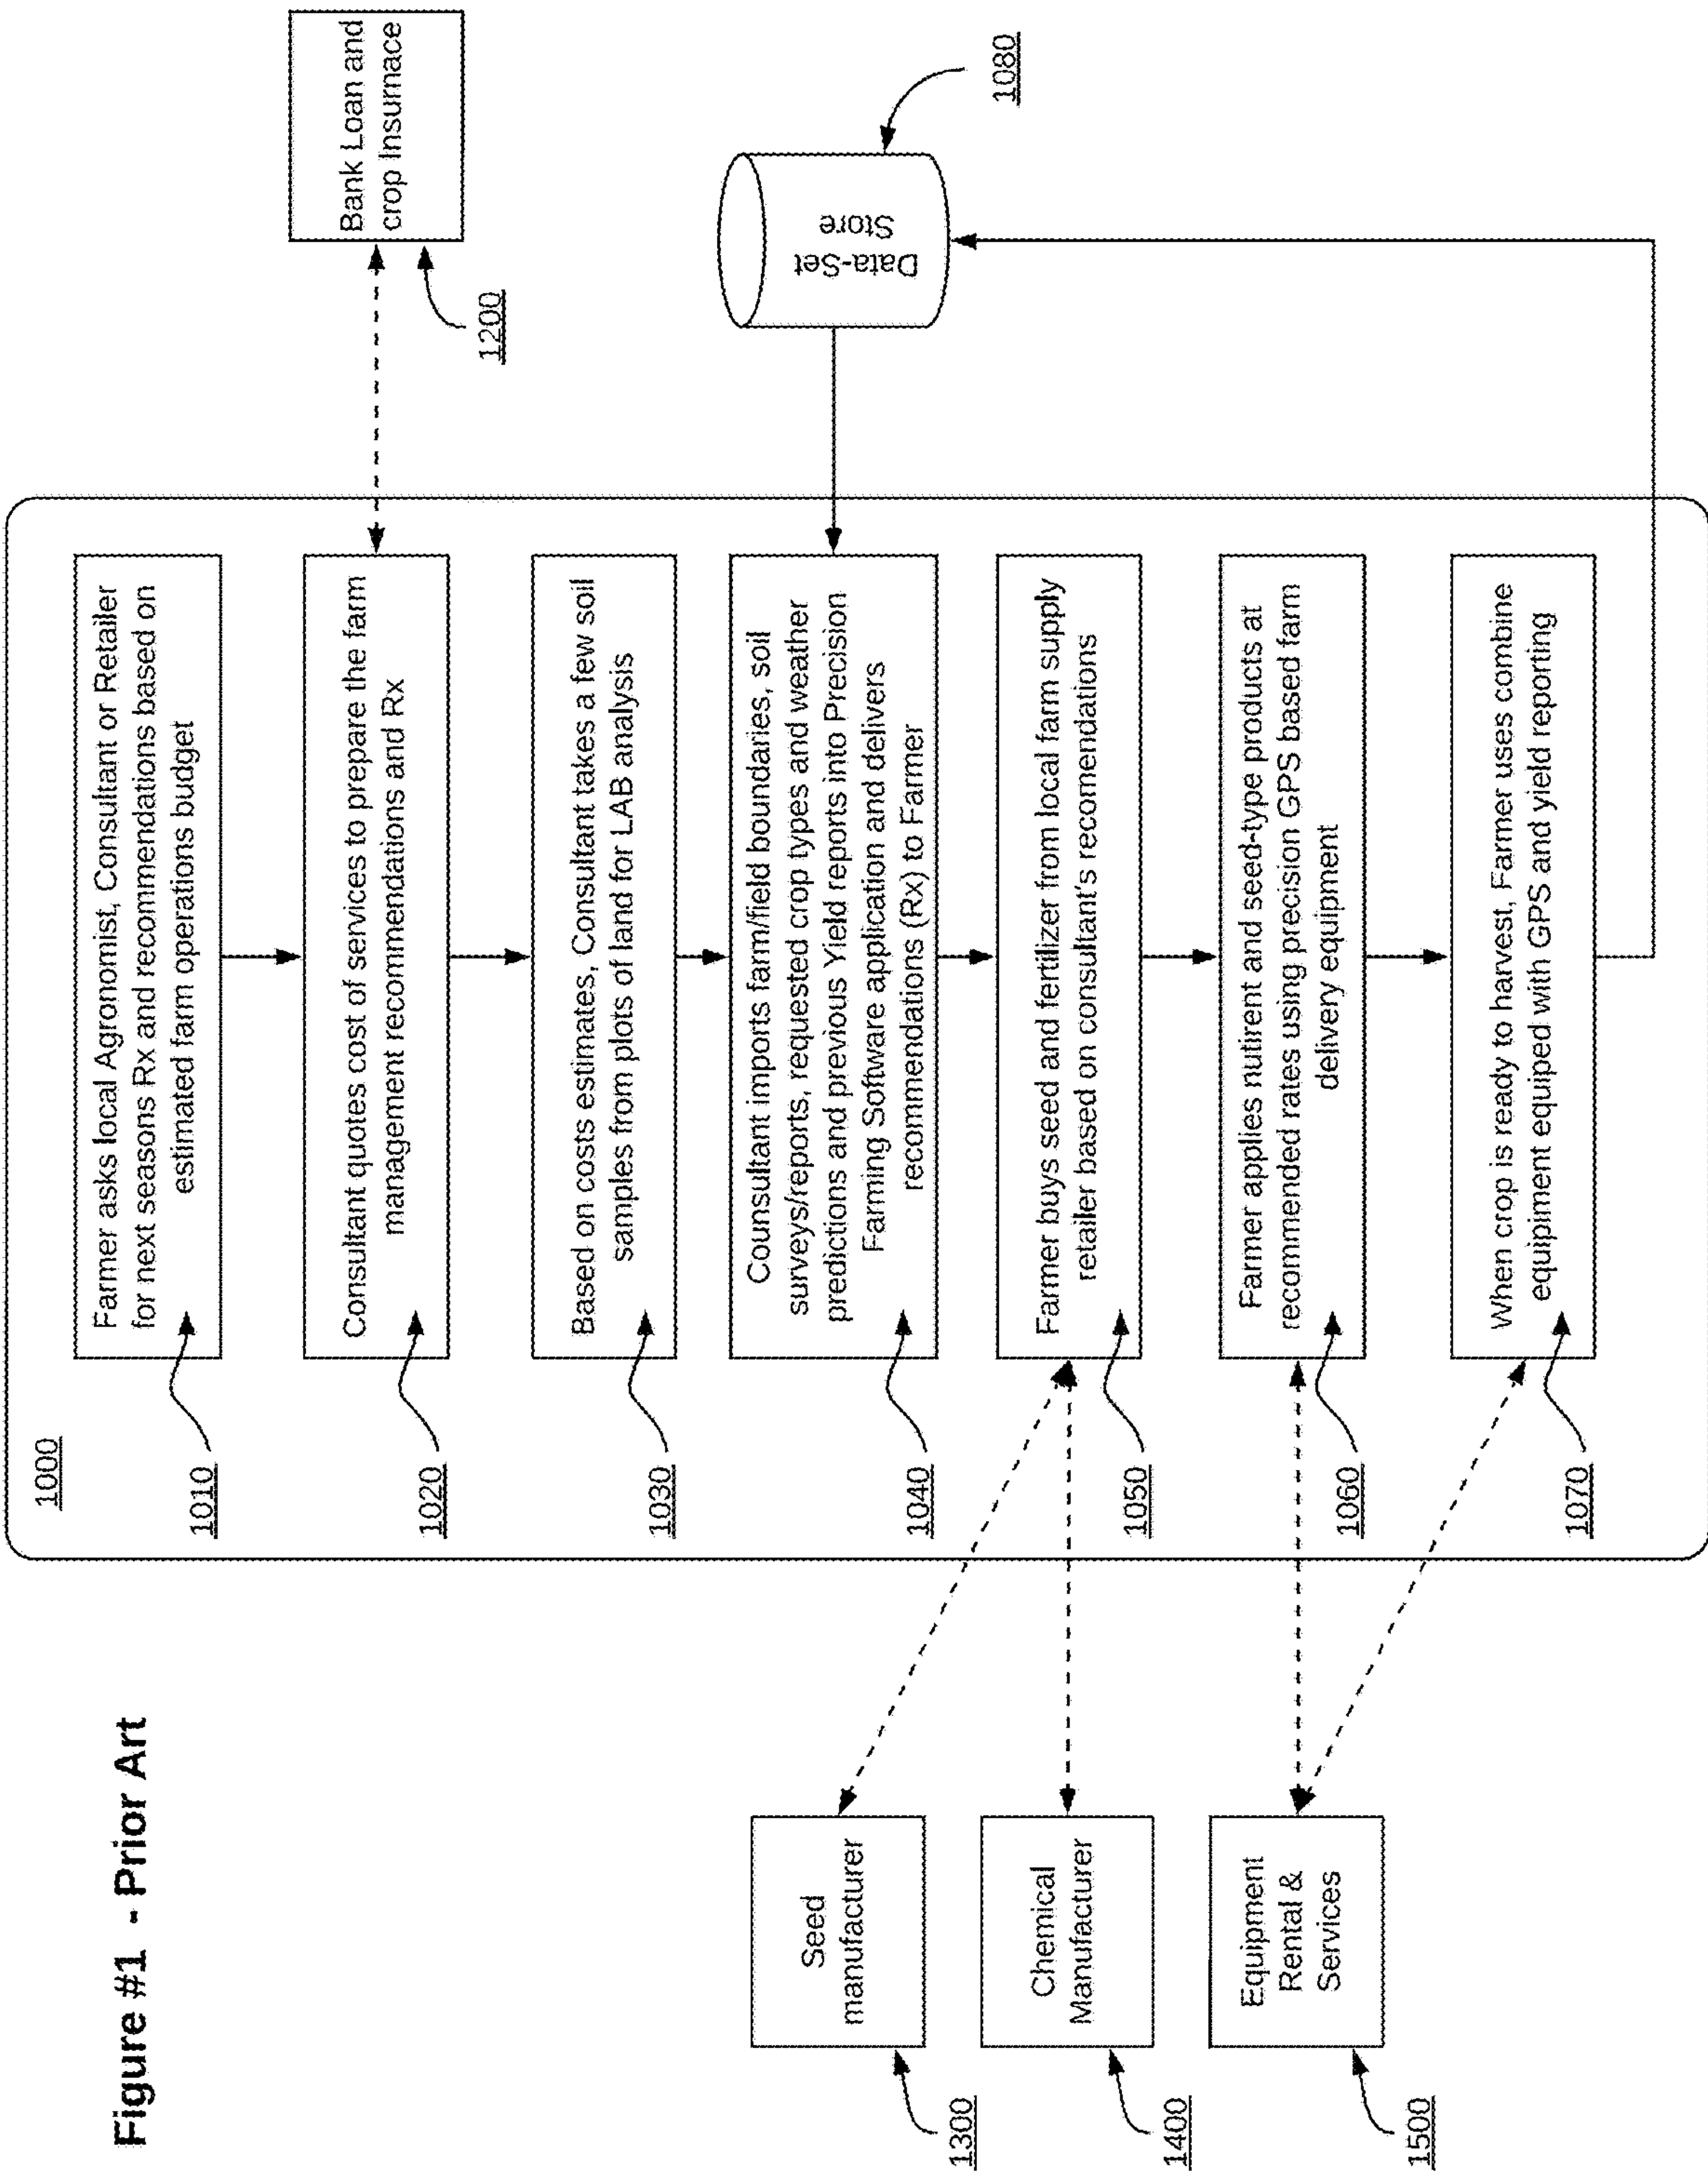 Figure #1 - Prior Art
1000
1010
Farmer asks local Agronomist, Consultant or Retailer
for next seasons Rx and recommendations based on
estimated farm operations budget
1020
Consultant quotes cost of services to prepare the farm
management recommendations and Rx
Bank Loan and
crop Insurnace
1200
1030
Based on costs estimates, Consultant takes a few soil
samples from plots of land for LAB analysis
1040
Counsultant imports farm/field boundaries, soil
surveys/reports, requested crop types and weather
predictions and previous Yield reports into Precision
Farming Software application and delivers
recommendations (Rx) to Farmer
Data-Set
Store
1080
Seed
manufacturer
1300
1050
Farmer buys seed and fertilizer from local farm supply
retailer based on consultant's recomendations
Chemical
Manufacturer
1400
1060
Farmer applies nutirent and seed-type products at
recommended rates using precision GPS based farm
delivery equipment
Equipment
Rental &
Services
1500
1070
When crop is ready to harvest, Farmer uses combine
equipiment equiped with GPS and yield reporting